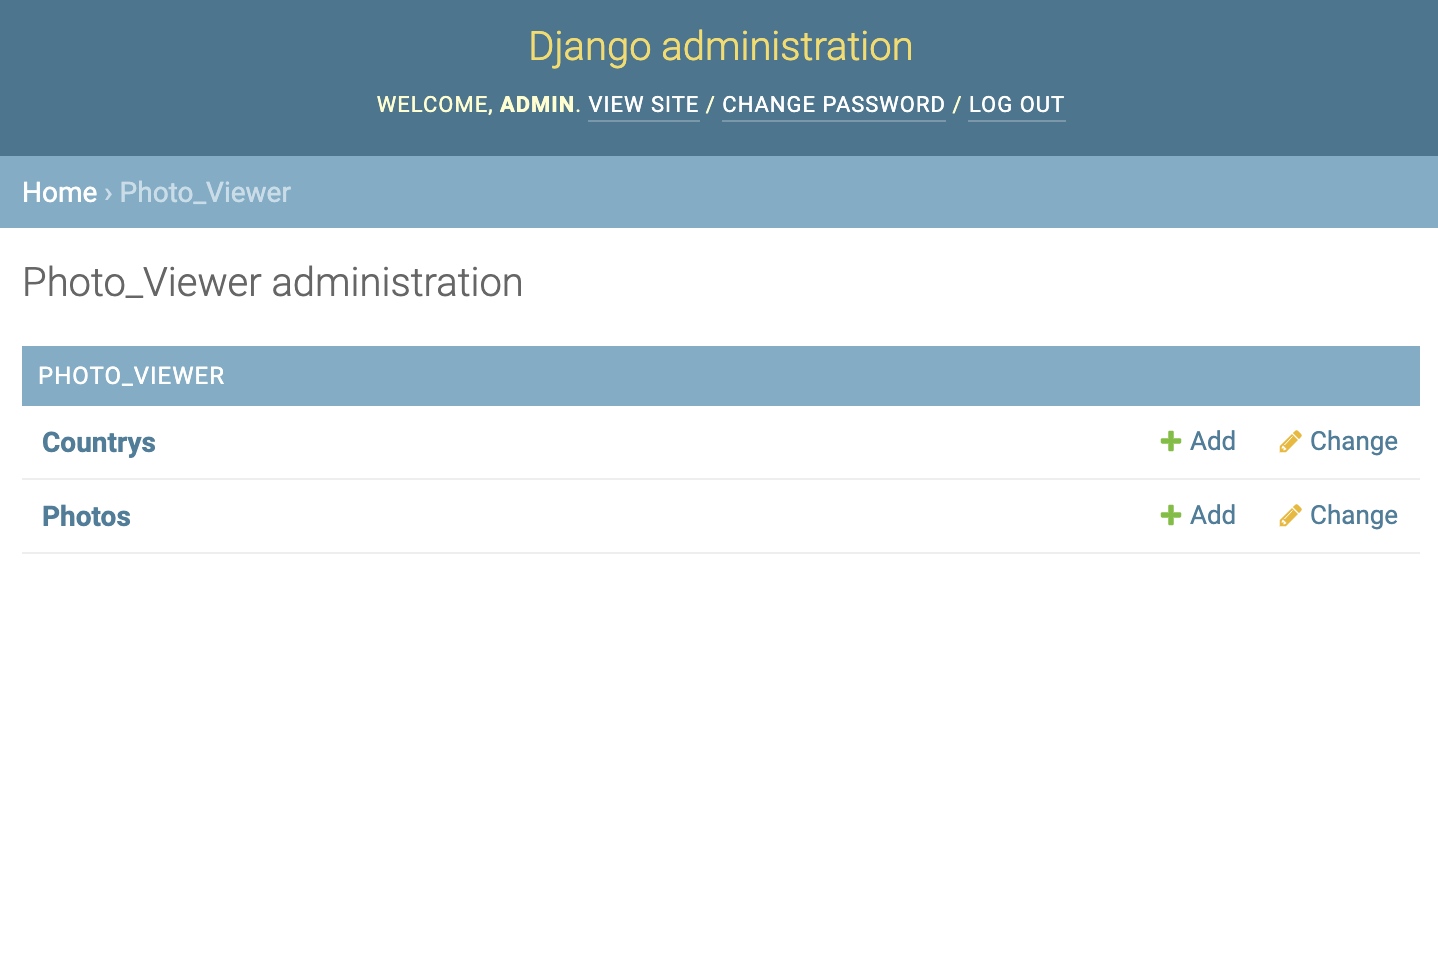 Django administration
WELCOME, ADMIN. VIEW SITE / CHANGE PASSWORD / LOG OUT
Home › Photo_Viewer
Photo_Viewer administration
PHOTO_VIEWER
Countrys Add Change
Photos Add Change